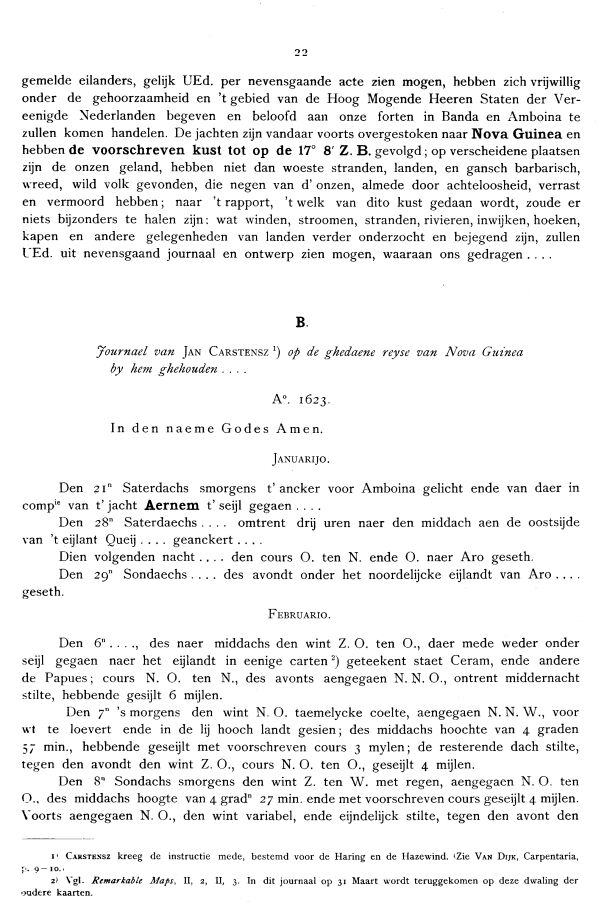 22
gemelde eilanders, gelijk UEd. per nevensgaande acte zien mogen, hebben zich vrijwillig
onder de gehoorzaamheid en 't gebied van de Hoog Mogende Heeren Staten der Ver-
eenigde Nederlanden begeven en beloofd aan onze forten in Banda en Amboina te
zullen komen handelen. De jachten zijn vandaar voorts overgestoken naar Nova Guinea en
hebben de voorschreven kust tot op de 17° 8' Z. B. gevolgd; op verscheidene plaatsen
zijn de onzen geland, hebben niet dan woeste stranden, landen, en gansch barbarisch,
wreed, wild volk gevonden, die negen van d' onzen, almede door achteloosheid, verrast
en vermoord hebben; naar 't rapport, 't welk van dito kust gedaan wordt, zoude er
niets bijzonders te halen zijn: wat winden, stroomen, stranden, rivieren, inwijken, hoeken,
kapen en andere gelegenheden van landen verder onderzocht en bejegend zijn, zullen
UEd. uit nevensgaand journaal en ontwerp zien mogen, waaraan ons gedragen ....
B.
Journael van JAN CARSTENSZ ¹) op de ghedaene reyse van Nova Guinea
by hem ghehouden ....
A°. 1623.
In den naeme Godes Amen.
JANUARIJO.
Den 21ⁿ Saterdachs smorgens t' ancker voor Amboina gelicht ende van daer in
compⁱᵉ van t' jacht Aernem t' seijl gegaen ....
Den 28ⁿ Saterdaechs .... omtrent drij uren naer den middach aen de oostsijde
van 't eijlant Queij .... geanckert ....
Dien volgenden nacht .... den cours O. ten N. ende O. naer Aro geseth.
Den 29ⁿ Sondaechs .... des avondt onder het noordelijcke eijlandt van Aro ....
geseth.
FEBRUARIO.
Den 6ⁿ ...., des naer middachs den wint Z. O. ten O., daer mede weder onder
seijl gegaen naer het eijlandt in eenige carten ²) geteekent staet Ceram, ende andere
de Papues; cours N. O. ten N., des avonts aengegaen N. N. O., ontrent middernacht
stilte, hebbende gesijlt 6 mijlen.
Den 7ⁿ 's morgens den wint N. O. taemelycke coelte, aengegaen N. N. W., voor
wt te loevert ende in de lij hooch landt gesien; des middachs hoochte van 4 graden
57 min., hebbende geseijlt met voorschreven cours 3 mylen; de resterende dach stilte,
tegen den avondt den wint Z. O., cours N. O. ten O., geseijlt 4 mijlen.
Den 8ⁿ Sondachs smorgens den wint Z. ten W. met regen, aengegaen N. O. ten
O., des middachs hoogte van 4 gradⁿ 27 min. ende met voorschreven cours geseijlt 4 mijlen.
Voorts aengegaen N. O., den wint variabel, ende eijndelijck stilte, tegen den avont den
1) CARSTENSZ kreeg de instructie mede, bestemd voor de Haring en de Hazewind. (Zie VAN DIJK, Carpentaria,
p. 9—10.)
2) Vgl. Remarkable Maps, II, 2, II, 3. In dit journaal op 31 Maart wordt teruggekomen op deze dwaling der
oudere kaarten.